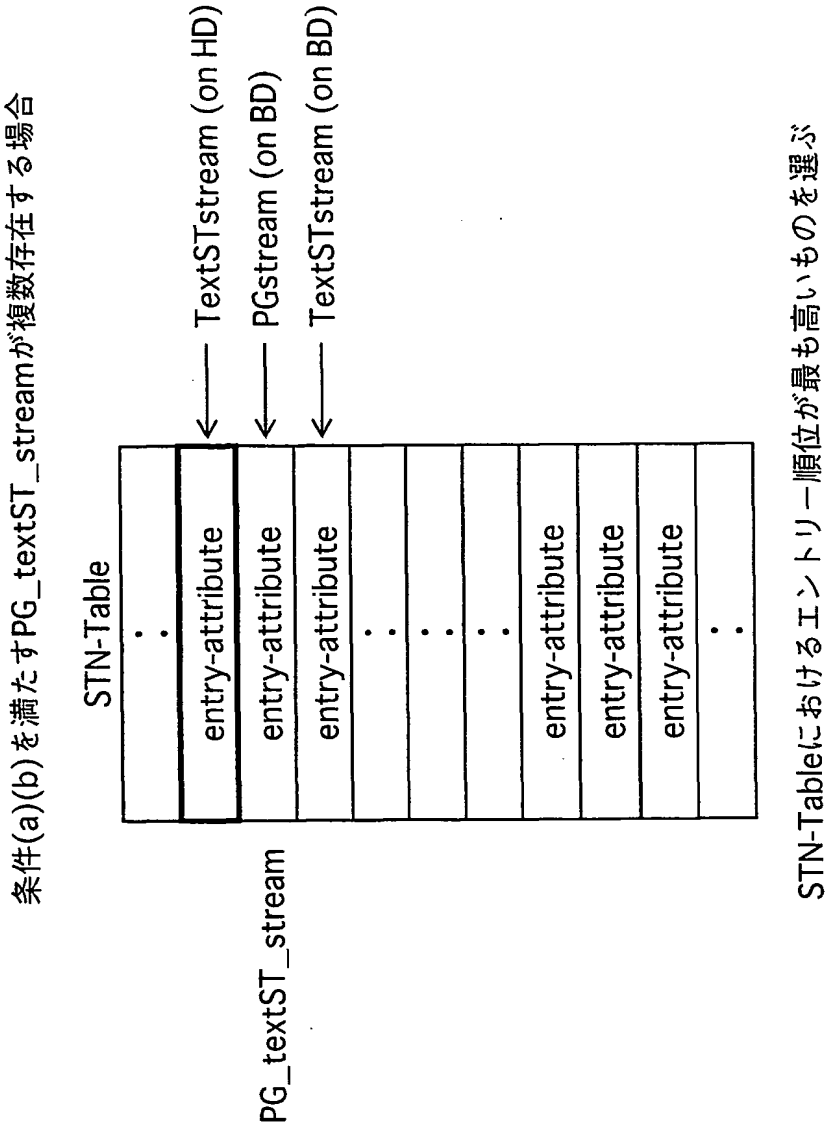 条件(a)(b)を満たすPG_textST_streamが複数存在する場合
STN-Table
:
entry-attribute
TextSTstream (on HD)
PG_textST_stream
entry-attribute
PGstream (on BD)
entry-attribute
TextSTstream (on BD)
:
:
:
entry-attribute
entry-attribute
entry-attribute
:
STN-Tableにおけるエントリー順位が最も高いものを選ぶ